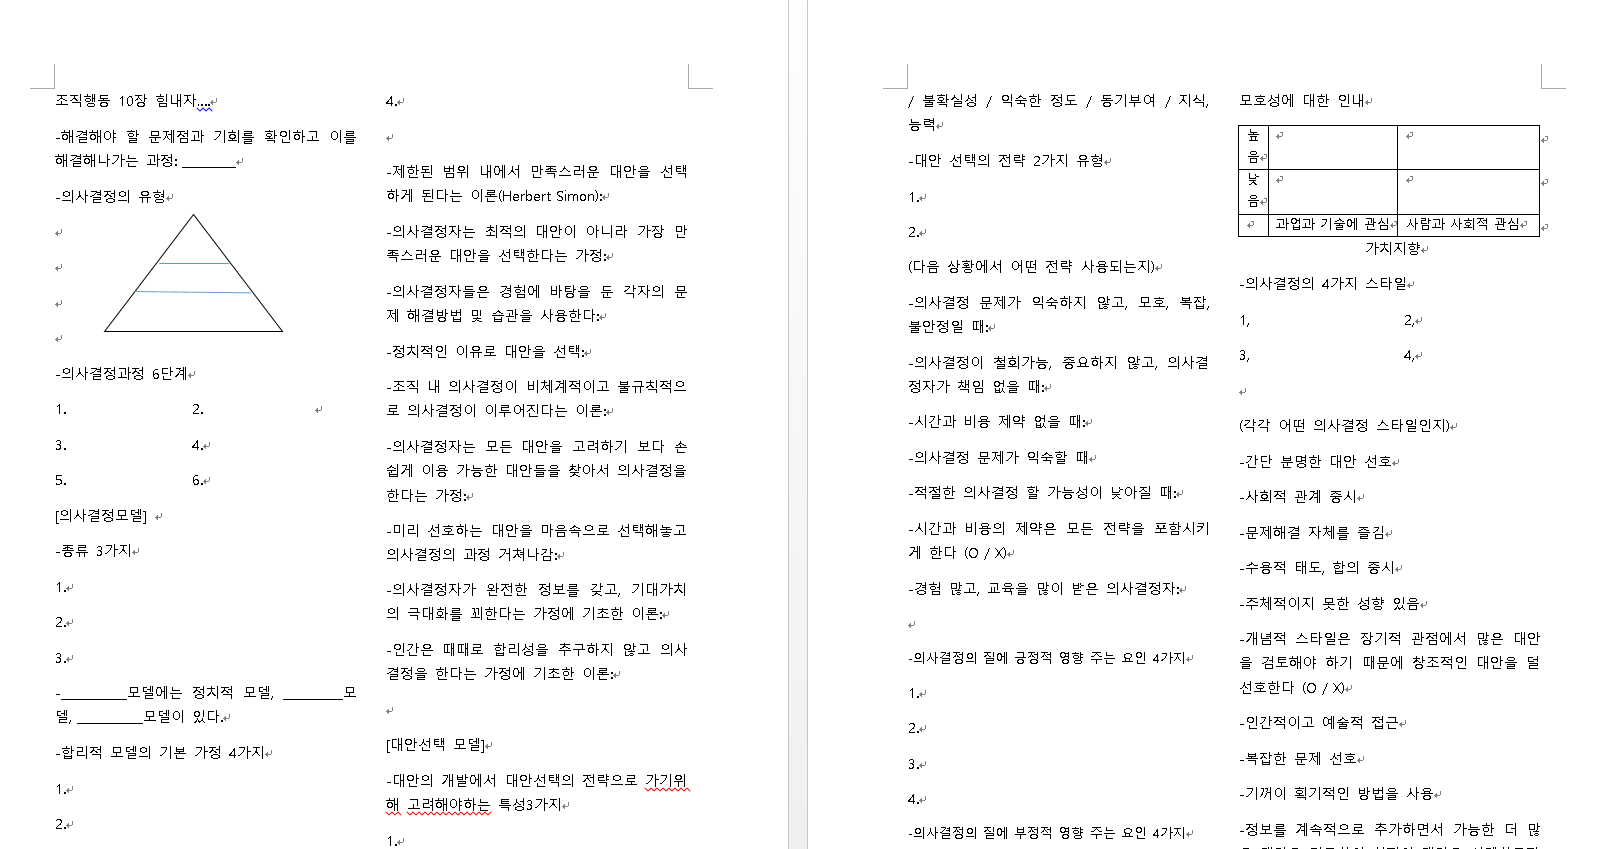 조직행동 10장 힘내자....
-해결해야 할 문제점과 기회를 확인하고 이를
해결해나가는 과정: ________
-의사결정의 유형
-의사결정과정 6단계
1. 2.
3. 4.
5. 6.
[의사결정모델]
-종류 3가지
1.
2.
3.
-__________모델에는 정치적 모델, _________모
델, __________모델이 있다.
-합리적 모델의 기본 가정 4가지
1.
2.
4.
-제한된 범위 내에서 만족스러운 대안을 선택
하게 된다는 이론(Herbert Simon):
-의사결정자는 최적의 대안이 아니라 가장 만
족스러운 대안을 선택한다는 가정:
-의사결정자들은 경험에 바탕을 둔 각자의 문
제 해결방법 및 습관을 사용한다:
-정치적인 이유로 대안을 선택:
-조직 내 의사결정이 비체계적이고 불규칙적으
로 의사결정이 이루어진다는 이론:
-의사결정자는 모든 대안을 고려하기 보다 손
쉽게 이용 가능한 대안들을 찾아서 의사결정을
한다는 가정:
-미리 선호하는 대안을 마음속으로 선택해놓고
의사결정의 과정 거쳐나감:
-의사결정자가 완전한 정보를 갖고, 기대가치
의 극대화를 꾀한다는 가정에 기초한 이론:
-인간은 때때로 합리성을 추구하지 않고 의사
결정을 한다는 가정에 기초한 이론:
[대안선택 모델]
-대안의 개발에서 대안선택의 전략으로 가기위
해 고려해야하는 특성3가지
1.
/ 불확실성 / 익숙한 정도 / 동기부여 / 지식,
능력
-대안 선택의 전략 2가지 유형
1.
2.
(다음 상황에서 어떤 전략 사용되는지)
-의사결정 문제가 익숙하지 않고, 모호, 복잡,
불안정일 때:
-의사결정이 철회가능, 중요하지 않고, 의사결
정자가 책임 없을 때:
-시간과 비용 제약 없을 때:
-의사결정 문제가 익숙할 때
-적절한 의사결정 할 가능성이 낮아질 때:
-시간과 비용의 제약은 모든 전략을 포함시키
게 한다 (O / X)
-경험 많고, 교육을 많이 받은 의사결정자:
-의사결정의 질에 긍정적 영향 주는 요인 4가지
1.
2.
3.
4.
-의사결정의 질에 부정적 영향 주는 요인 4가지
모호성에 대한 인내
높
음
낮
음
과업과 기술에 관심 사람과 사회적 관심
가치지향
-의사결정의 4가지 스타일
1, 2,
3, 4,
(각각 어떤 의사결정 스타일인지)
-간단 분명한 대안 선호
-사회적 관계 중시
-문제해결 자체를 즐김
-수용적 태도, 합의 중시
-주체적이지 못한 성향 있음
-개념적 스타일은 장기적 관점에서 많은 대안
을 검토해야 하기 때문에 창조적인 대안을 덜
선호한다 (O / X)
-인간적이고 예술적 접근
-복잡한 문제 선호
-기꺼이 획기적인 방법을 사용
-정보를 계속적으로 추가하면서 가능한 더 많